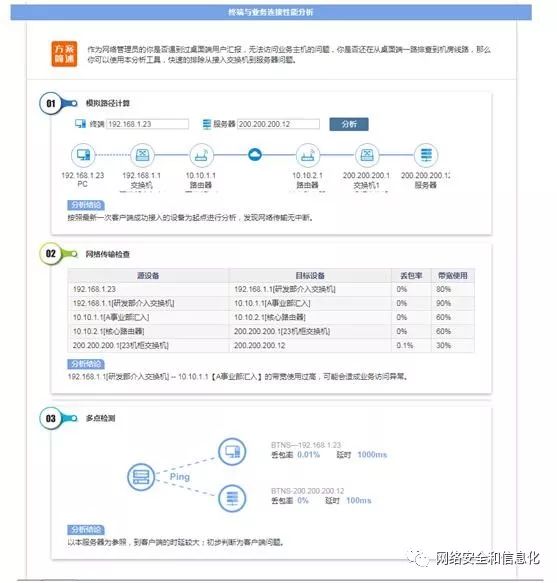 终端与业务连接性能分析
方案
简述
作为网络管理员的你是否遇到过桌面端用户汇报，无法访问业务主机的问题，你是否还在从桌面端一路排查到机房线路，那么
你可以使用本分析工具，快速的排除从接入交换机到服务器问题。
01 模拟路径计算
终端 192.168.1.23 服务器 200.200.200.12 分析
192.168.1.23 192.168.1.1 10.10.1.1 10.10.2.1 200.200.200.1 200.200.200.12
PC 交换机 路由器 路由器 交换机1 服务器
分析结论
按照最新一次客户端成功接入的设备为起点进行分析，发现网络传输无中断。
02 网络传输检查
源设备 目标设备 丢包率 带宽使用
192.168.1.23 192.168.1.1[研发部介入交换机] 0% 80%
192.168.1.1[研发部介入交换机] 10.10.1.1[A事业部汇入] 0% 90%
10.10.1.1[A事业部汇入] 10.10.2.1[核心路由器] 0% 60%
10.10.2.1[核心路由器] 200.200.200.1[23机柜交换机] 0% 60%
200.200.200.1[23机柜交换机] 200.200.200.12 0.1% 30%
分析结论
192.168.1.1[研发部介入交换机] -- 10.10.1.1【A事业部汇入】的带宽使用过高，可能会造成业务访问异常。
03 多点检测
BTNS—192.168.1.23
丢包率 0.01% 延时 1000ms
Ping
BTNS-200.200.200.12
丢包率 0% 延时 100ms
分析结论
以本服务器为参照，到客户端的时延较大；初步判断为客户端问题。
网络安全和信息化